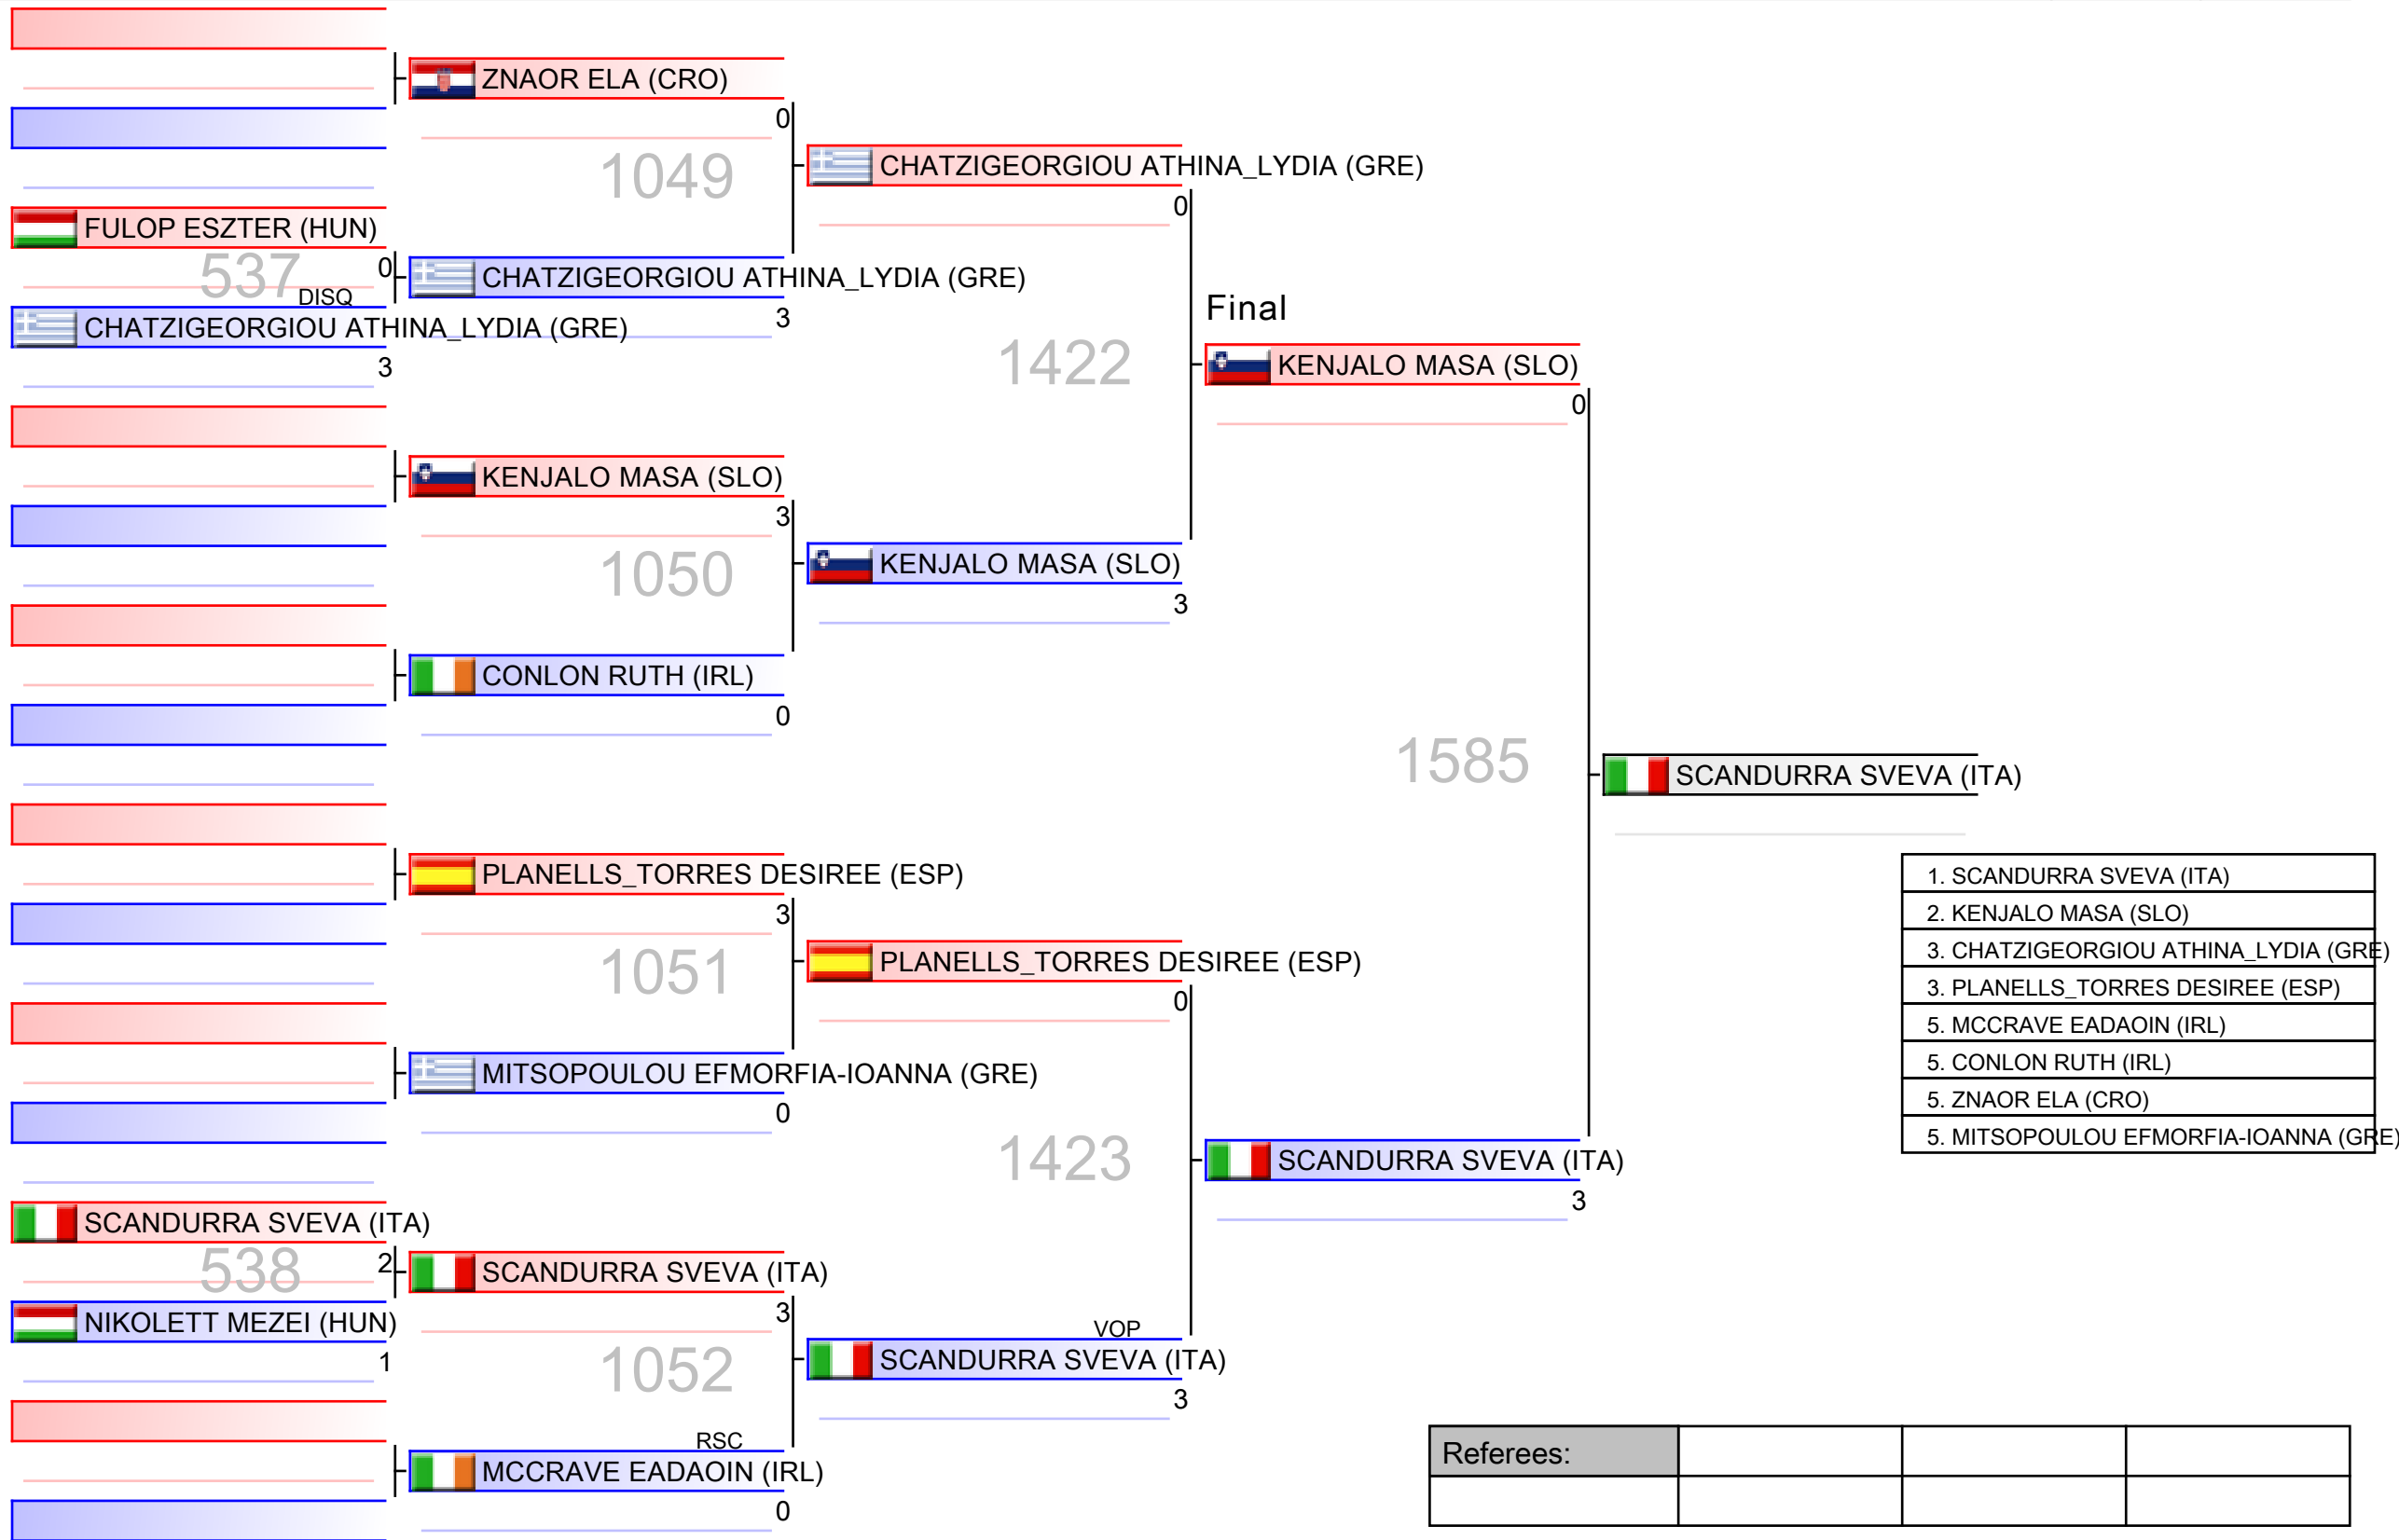 ZNAOR ELA (CRO)
0
1049
CHATZIGEORGIOU ATHINA_LYDIA (GRE)
0
FULOP ESZTER (HUN)
537
0
DISQ
CHATZIGEORGIOU ATHINA_LYDIA (GRE)
3
CHATZIGEORGIOU ATHINA_LYDIA (GRE)
3
1422
Final
KENJALO MASA (SLO)
0
KENJALO MASA (SLO)
3
1050
KENJALO MASA (SLO)
3
CONLON RUTH (IRL)
0
1585
SCANDURRA SVEVA (ITA)
PLANELLS_TORRES DESIREE (ESP)
3
1051
PLANELLS_TORRES DESIREE (ESP)
0
MITSOPOULOU EFMORFIA-IOANNA (GRE)
0
1423
SCANDURRA SVEVA (ITA)
3
1. SCANDURRA SVEVA (ITA)
2. KENJALO MASA (SLO)
3. CHATZIGEORGIOU ATHINA_LYDIA (GRE)
3. PLANELLS_TORRES DESIREE (ESP)
5. MCCRAVE EADAOIN (IRL)
5. CONLON RUTH (IRL)
5. ZNAOR ELA (CRO)
5. MITSOPOULOU EFMORFIA-IOANNA (GRE)
SCANDURRA SVEVA (ITA)
538
2
NIKOLETT MEZEI (HUN)
1
SCANDURRA SVEVA (ITA)
3
1052
VOP
SCANDURRA SVEVA (ITA)
3
RSC
MCCRAVE EADAOIN (IRL)
0
Referees: